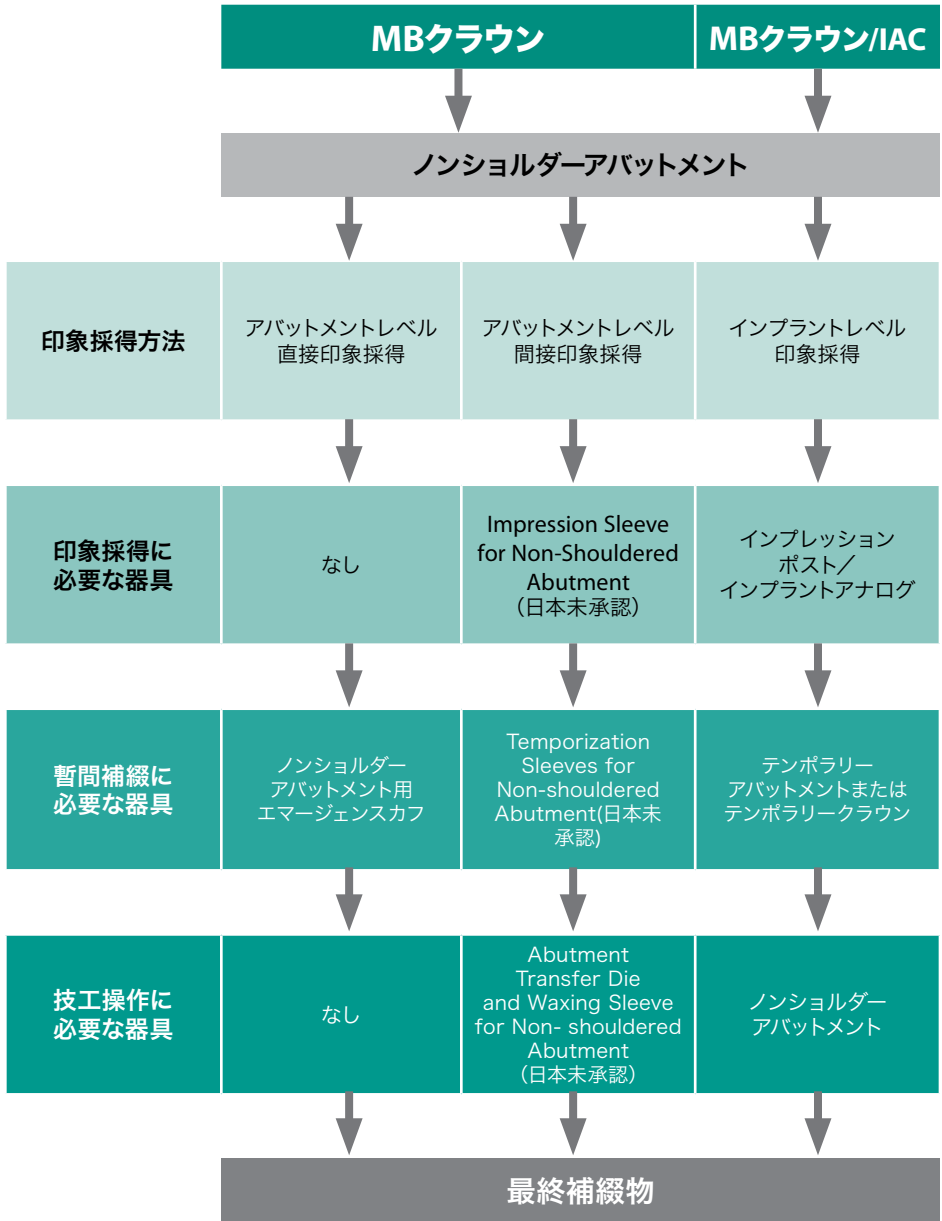 MBクラウン
MBクラウン/IAC
ノンショルダーアバットメント
印象採得方法
アバットメントレベル
直接印象採得
アバットメントレベル
間接印象採得
インプラントレベル
印象採得
印象採得に
必要な器具
なし
Impression Sleeve
for Non-Shouldered
Abutment
（日本未承認）
インプレッション
ポスト／
インプラントアナログ
暫間補綴に
必要な器具
ノンショルダー
アバットメント用
エマージェンスカフ
Temporization
Sleeves for
Non-shouldered
Abutment(日本未
承認)
テンポラリー
アバットメントまたは
テンポラリークラウン
技工操作に
必要な器具
なし
Abutment
Transfer Die
and Waxing Sleeve
for Non- shouldered
Abutment
（日本未承認）
ノンショルダー
アバットメント
最終補綴物